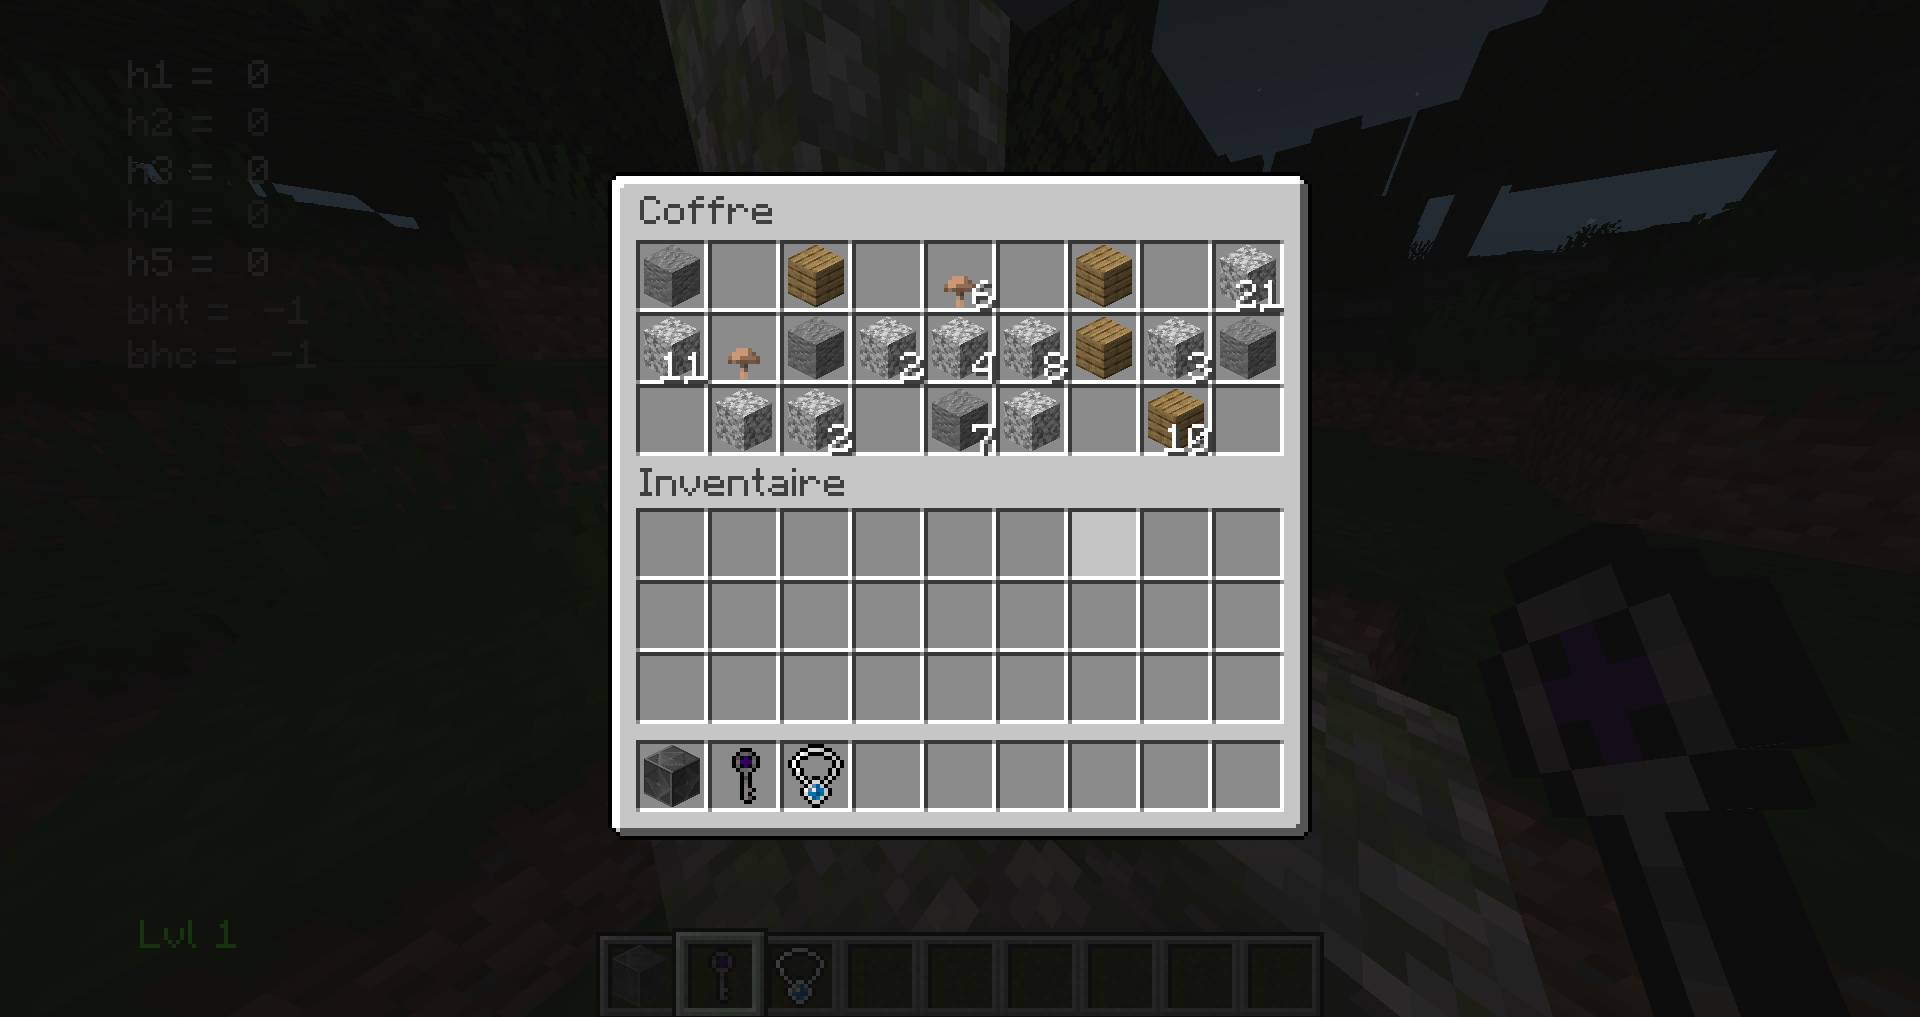 h1 = 0
h2 = 0
h3 = 0
h4 = 0
h5 = 0
bht = -1
bhc = -1
Coffre
6 21
11 2 4 8 3
2 7 10
Inventaire
Lvl 1